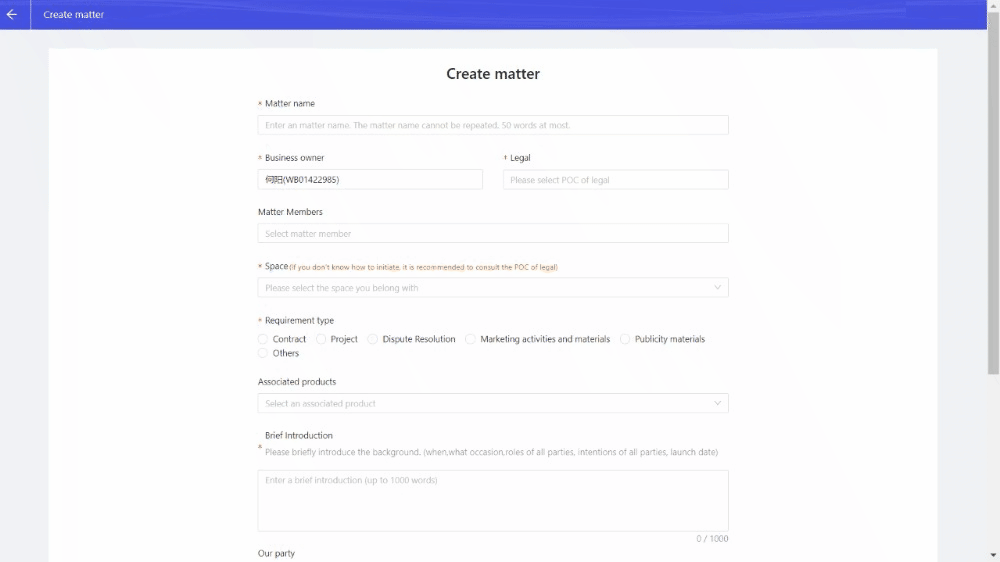 Create matter
Create matter
* Matter name
Enter an matter name. The matter name cannot be repeated, 50 words at most.
* Business owner
* Legal
何阳(WB01422985)
Please select POC of legal
Matter Members
Select matter member
* Space(If you don't know how to initiate, it is recommended to consult the POC of legal)
Please select the space you belong with
* Requirement type
Contract Project Dispute Resolution Marketing activities and materials Publicity materials
Others
Associated products
Select an associated product
Brief Introduction
* Please briefly introduce the background. (when,what occasion,roles of all parties, intentions of all parties, launch date)
Enter a brief introduction (up to 1000 words)
0 / 1000
Our party